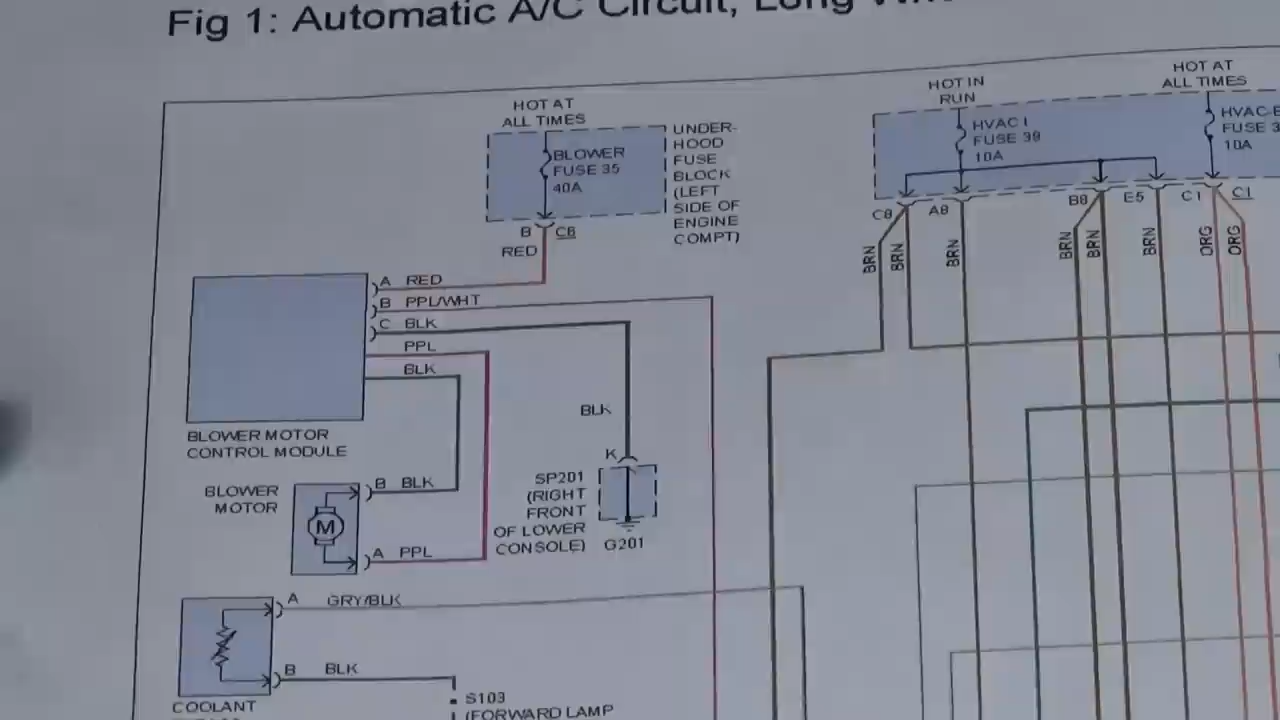 Fig 1: Automatic A/C Circuit, Long
HOT AT
ALL TIMES
BLOWER
FUSE 35
40A
UNDER-
HOOD
FUSE
BLOCK
(LEFT
SIDE OF
ENGINE
COMPT)
B C6
RED
HOT IN
RUN
HVAC I
FUSE 39
10A
HOT AT
ALL TIMES
FUSE
10A
C8
A8
B8
E5
C1
C1
BRN
BRN
BRN
BRN
BRN
BRN
ORG
ORG
A RED
B PPL/WHT
C BLK
PPL
BLK
BLOWER MOTOR
CONTROL MODULE
BLK
K
SP201
(RIGHT
FRONT
OF LOWER
CONSOLE)
G201
BLOWER
MOTOR
M
B BLK
A PPL
A GRY/BLK
B BLK
COOLANT
S103
(FORWARD LAMP